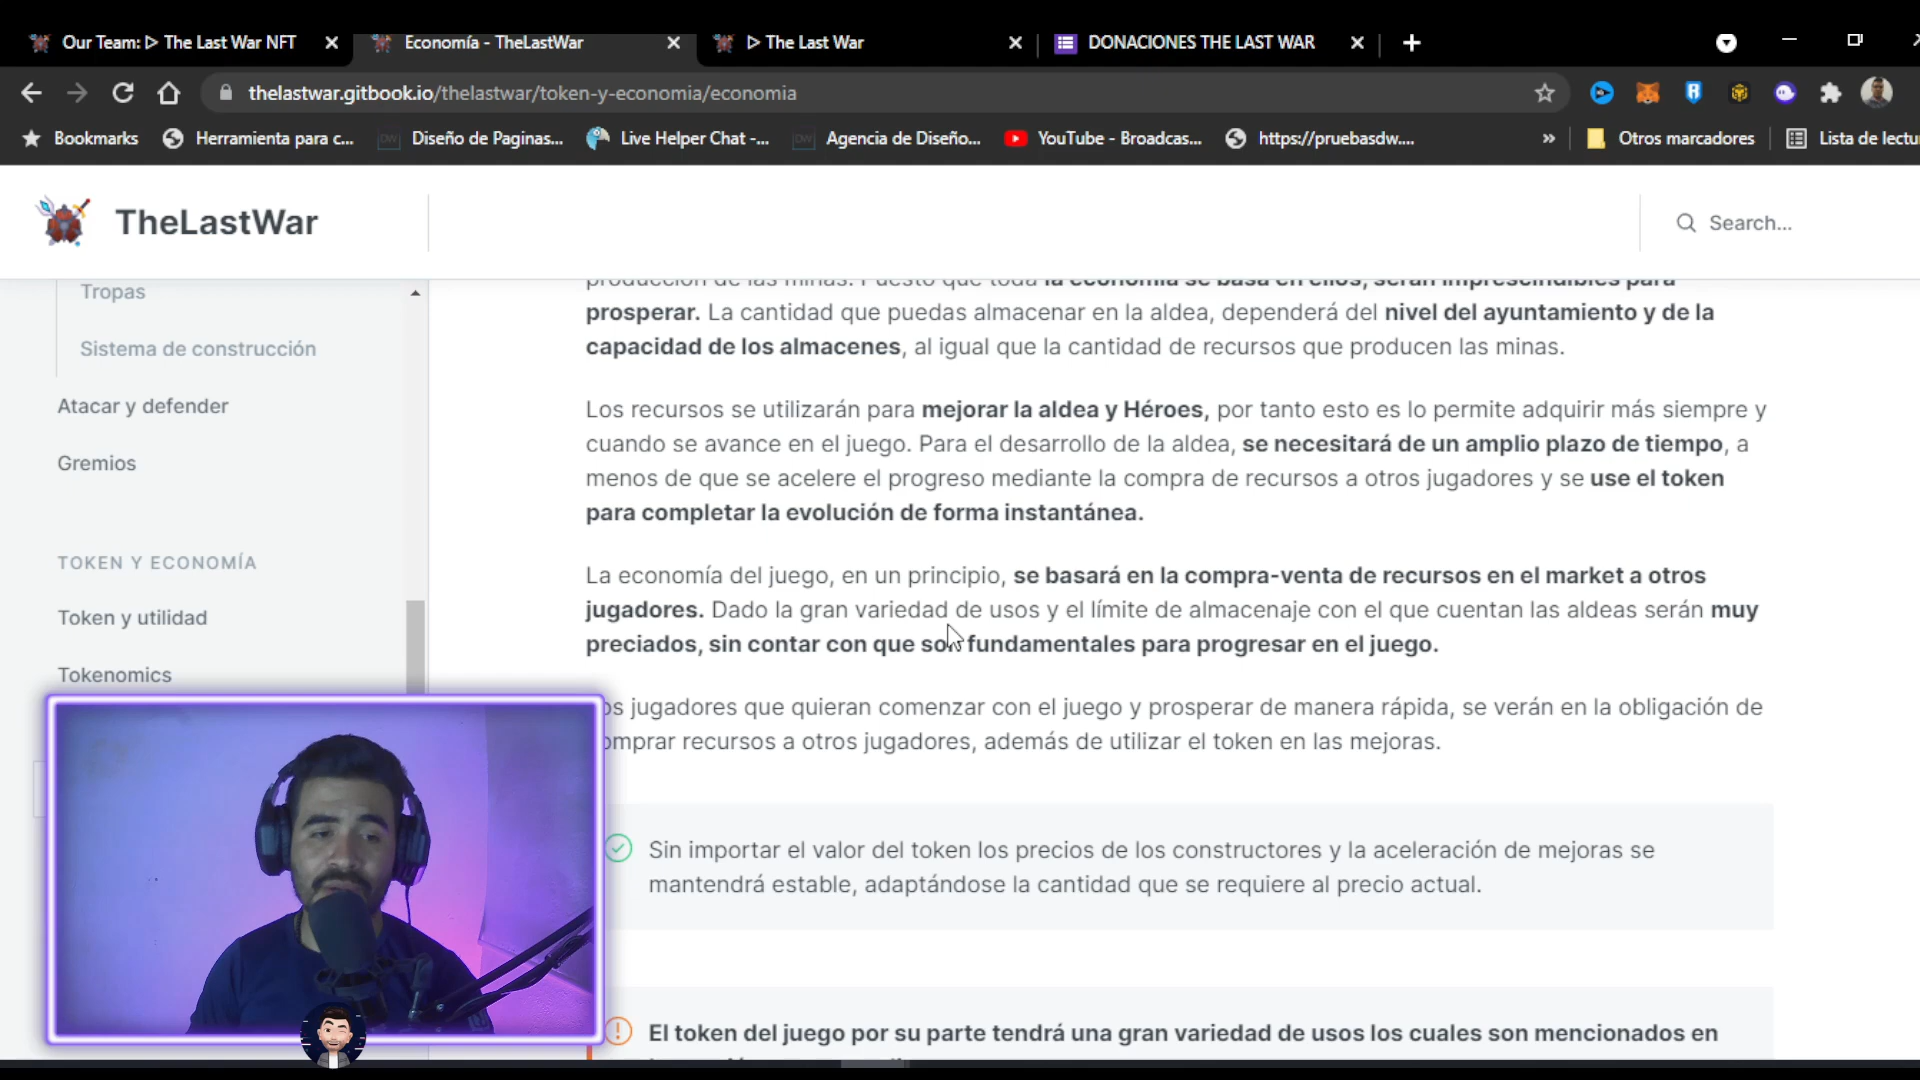 Our Team: ᐅ The Last War NFT
Economía - TheLastWar
ᐅ The Last War
DONACIONES THE LAST WAR
thelastwar.gitbook.io/thelastwar/token-y-economia/economia
Bookmarks
Herramienta para c...
Diseño de Paginas...
Live Helper Chat -...
Agencia de Diseño...
YouTube - Broadcas...
https://pruebasdw....
Otros marcadores
Lista de lectu
TheLastWar
Search...
Tropas
Sistema de construcción
Atacar y defender
Gremios
TOKEN Y ECONOMÍA
Token y utilidad
Tokenomics
producción de las minas. Puesto que toda la economía se basa en ellos, serán imprescindibles para
prosperar. La cantidad que puedas almacenar en la aldea, dependerá del nivel del ayuntamiento y de la
capacidad de los almacenes, al igual que la cantidad de recursos que producen las minas.
Los recursos se utilizarán para mejorar la aldea y Héroes, por tanto esto es lo permite adquirir más siempre y
cuando se avance en el juego. Para el desarrollo de la aldea, se necesitará de un amplio plazo de tiempo, a
menos de que se acelere el progreso mediante la compra de recursos a otros jugadores y se use el token
para completar la evolución de forma instantánea.
La economía del juego, en un principio, se basará en la compra-venta de recursos en el market a otros
jugadores. Dado la gran variedad de usos y el límite de almacenaje con el que cuentan las aldeas serán muy
preciados, sin contar con que son fundamentales para progresar en el juego.
os jugadores que quieran comenzar con el juego y prosperar de manera rápida, se verán en la obligación de
omprar recursos a otros jugadores, además de utilizar el token en las mejoras.
Sin importar el valor del token los precios de los constructores y la aceleración de mejoras se
mantendrá estable, adaptándose la cantidad que se requiere al precio actual.
El token del juego por su parte tendrá una gran variedad de usos los cuales son mencionados en